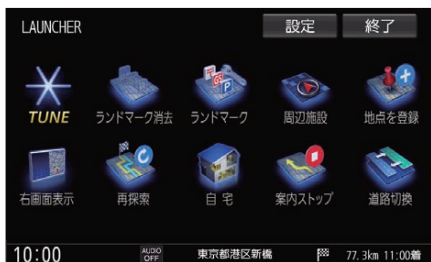 LAUNCHER 設定 終了
TUNE ランドマーク消去 ランドマーク 周辺施設 地点を登録
右画面表示 再探索 自宅 案内ストップ 道路切換
10:00 AUDIO OFF 東京都港区新橋 77.3km 11:00着